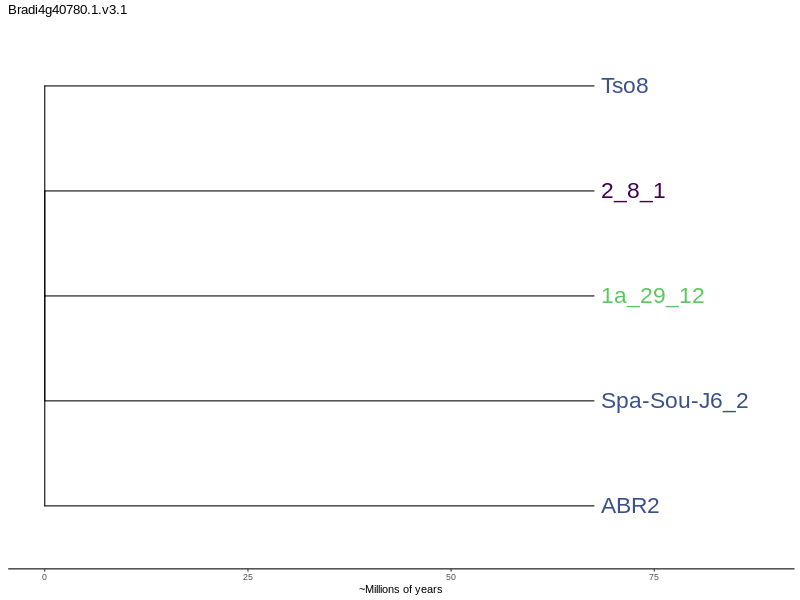 Bradi4g40780.1.v3.1
Tso8
2_8_1
1a_29_12
Spa-Sou-J6_2
ABR2
0 25 50 75
~Millions of years